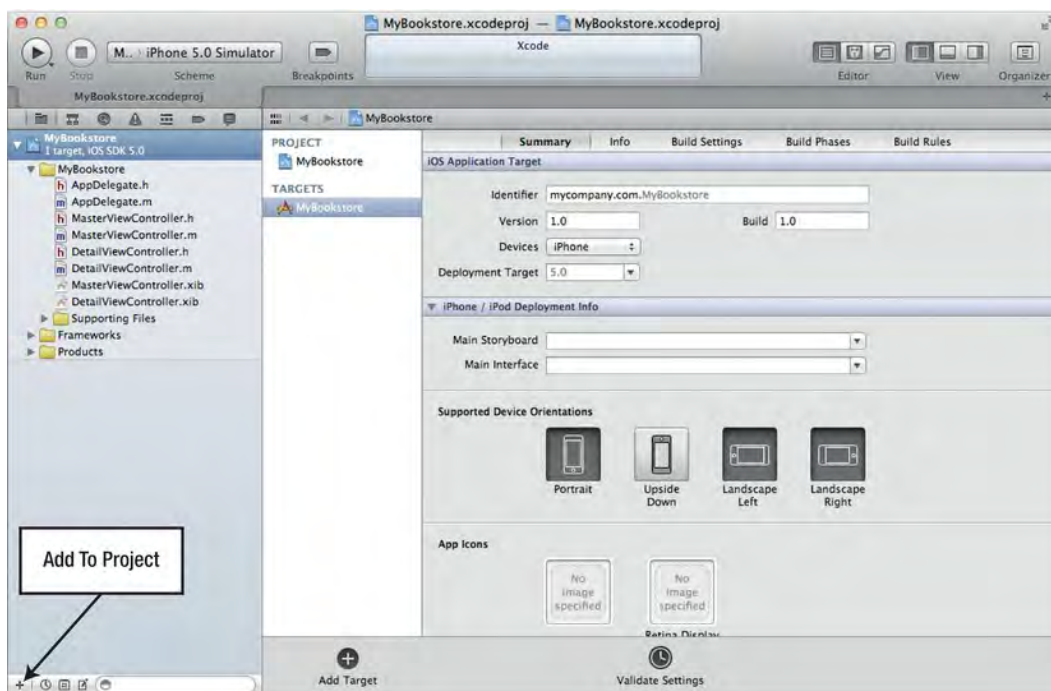 MyBookstore.xcodeproj — MyBookstore.xcodeproj
M.. iPhone 5.0 Simulator
Xcode
Run
Stop
Scheme
Breakpoints
Editor
View
Organizer
MyBookstore.xcodeproj
MyBookstore
1 target, iOS SDK 5.0
MyBookstore
h AppDelegate.h
m AppDelegate.m
h MasterViewController.h
m MasterViewController.m
h DetailViewController.h
m DetailViewController.m
MasterViewController.xib
DetailViewController.xib
Supporting Files
Frameworks
Products
Add To Project
MyBookstore
PROJECT
MyBookstore
TARGETS
MyBookstore
Summary Info Build Settings Build Phases Build Rules
iOS Application Target
Identifier mycompany.com.MyBookstore
Version 1.0 Build 1.0
Devices iPhone
Deployment Target 5.0
iPhone / iPod Deployment Info
Main Storyboard
Main Interface
Supported Device Orientations
Portrait
Upside
Down
Landscape
Left
Landscape
Right
App Icons
No
image
specified
No
image
specified
Retina Display
Add Target
Validate Settings